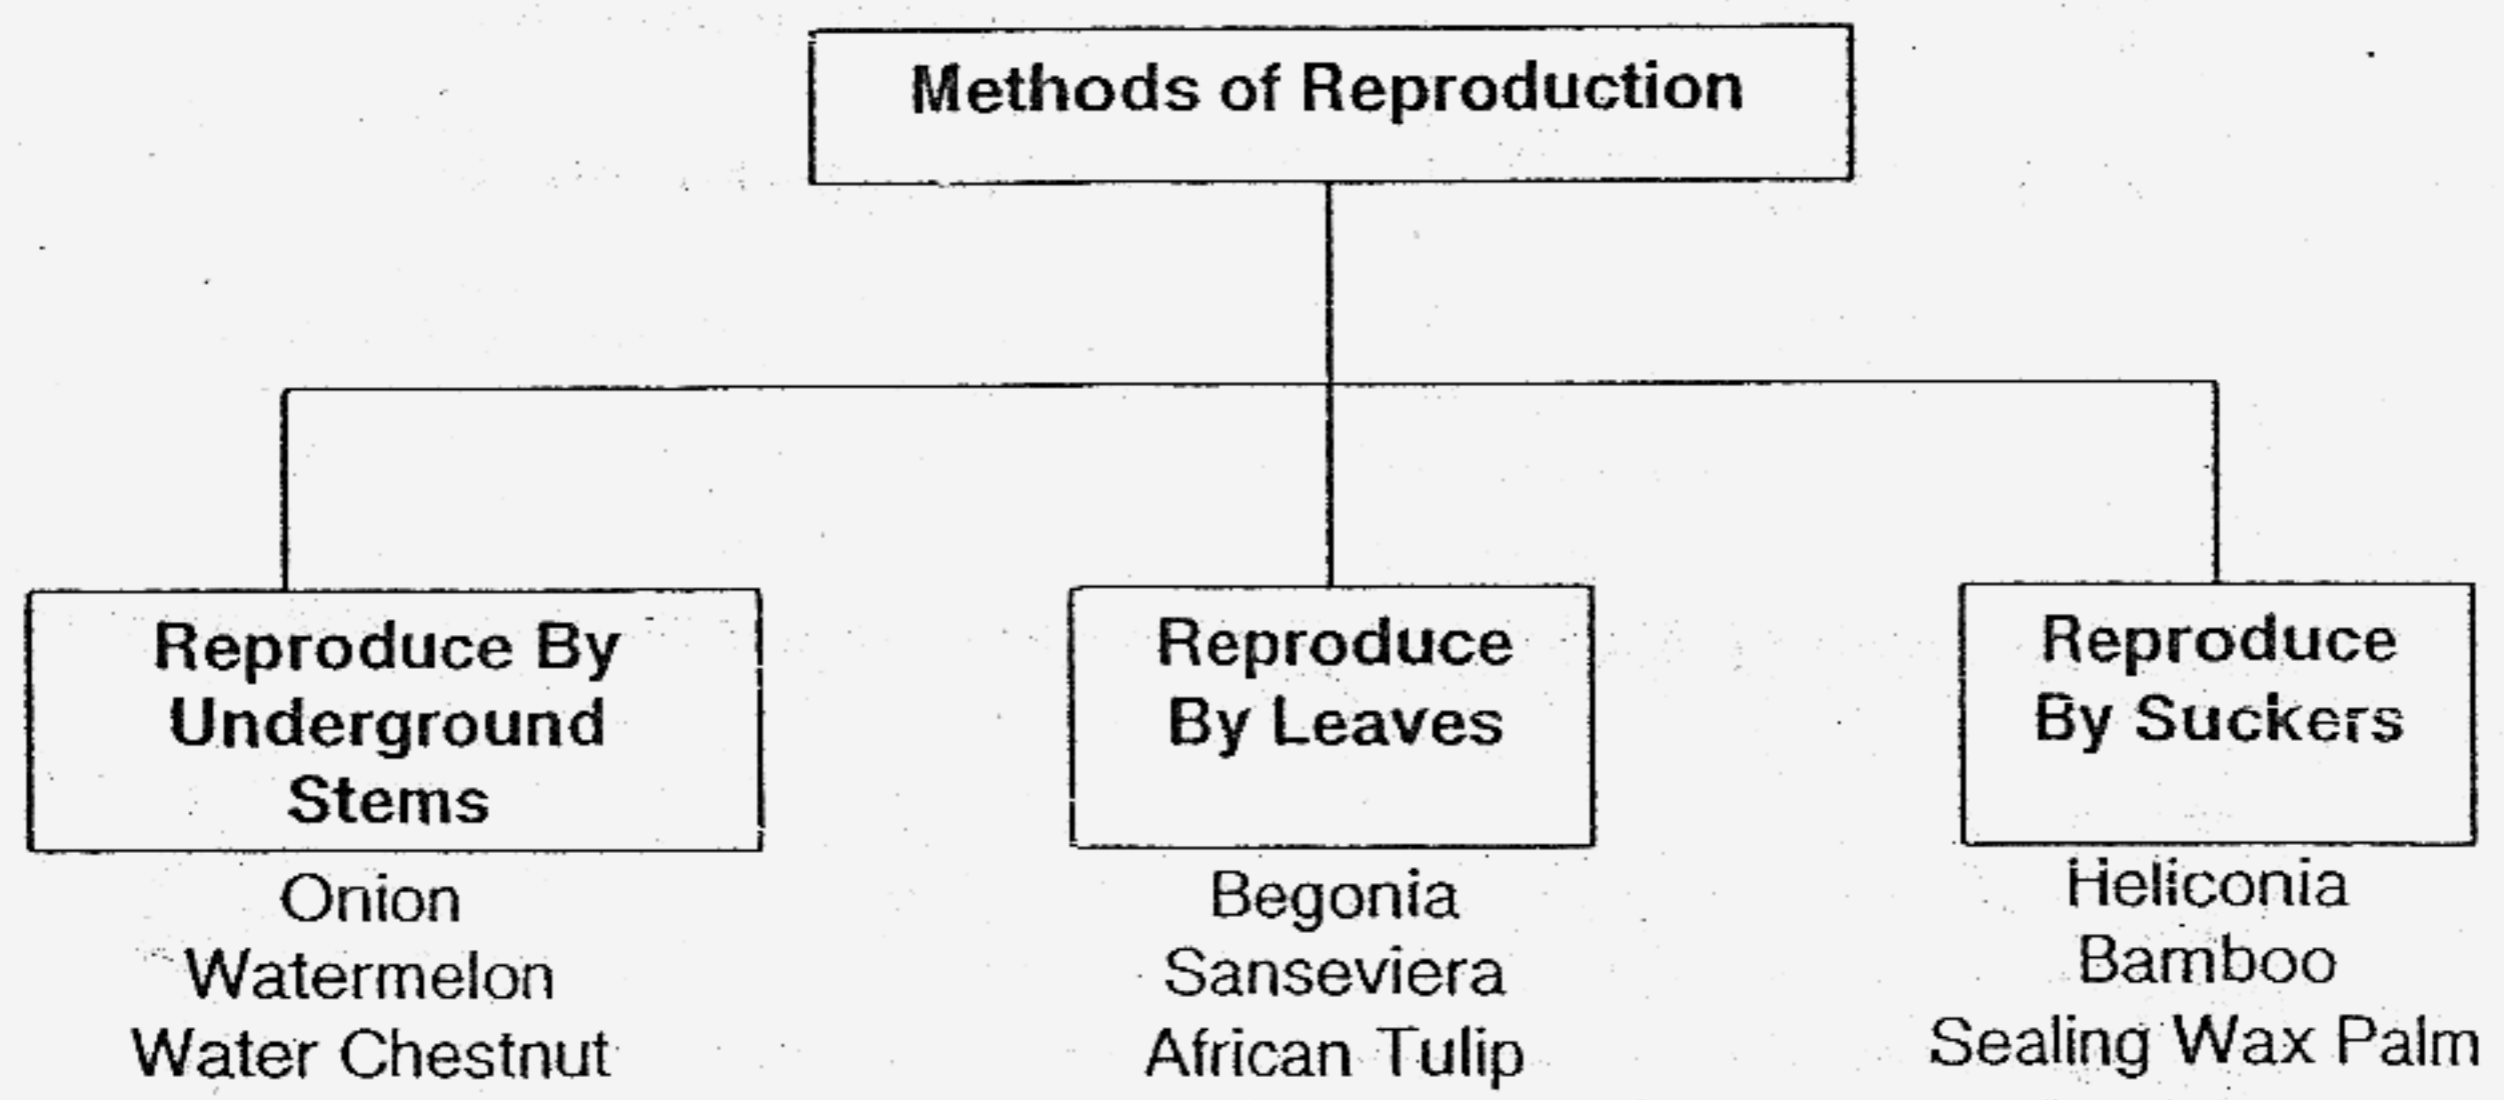 Methods of Reproduction
Reproduce By
Underground
Stems
Onion
Watermelon
Water Chestnut
Reproduce
By Leaves
Begonia
Sanseviera
African Tulip
Reproduce
By Suckers
Heliconia
Bamboo
Sealing Wax Palm